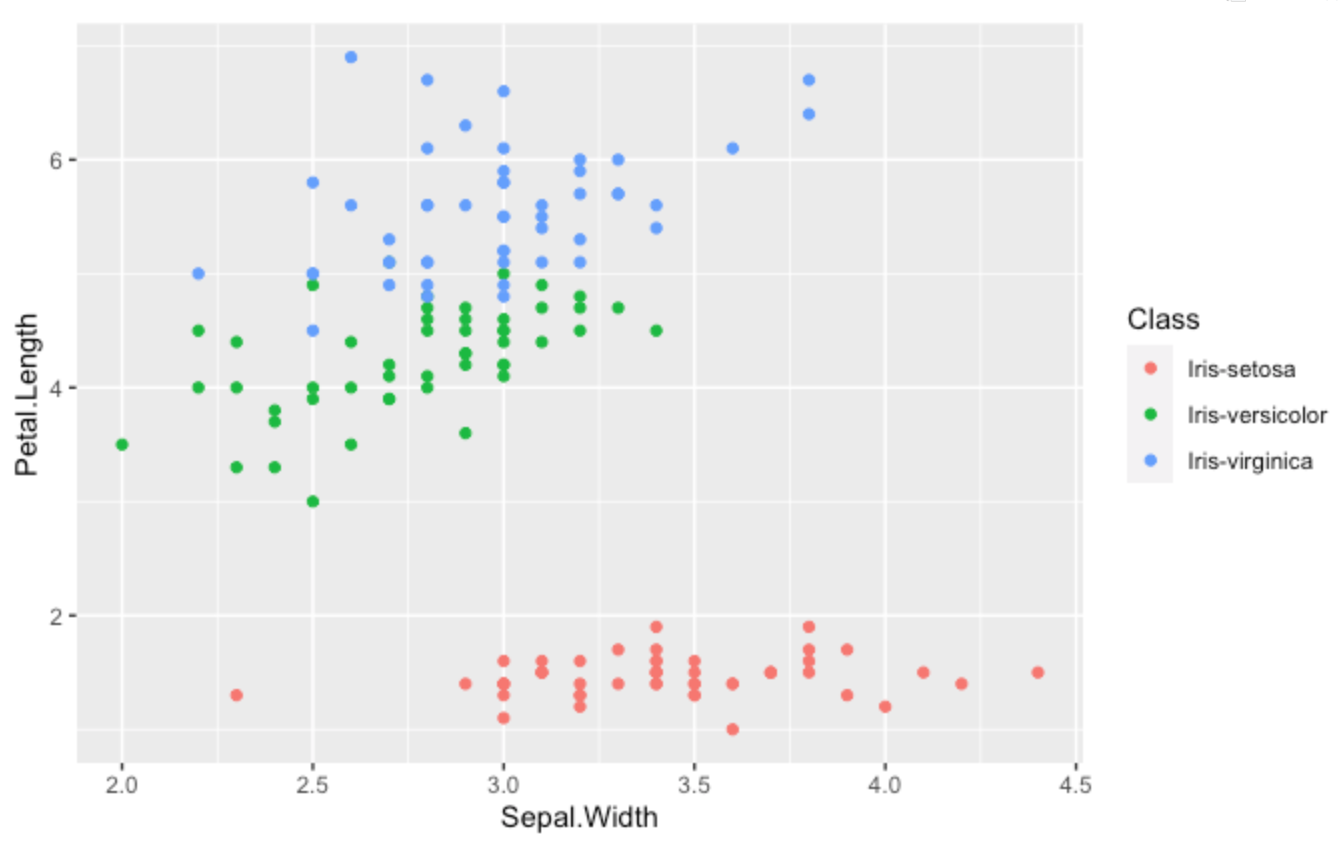 6
4
2
Petal.Length
2.0 2.5 3.0 3.5 4.0 4.5
Sepal.Width
Class
Iris-setosa
Iris-versicolor
Iris-virginica